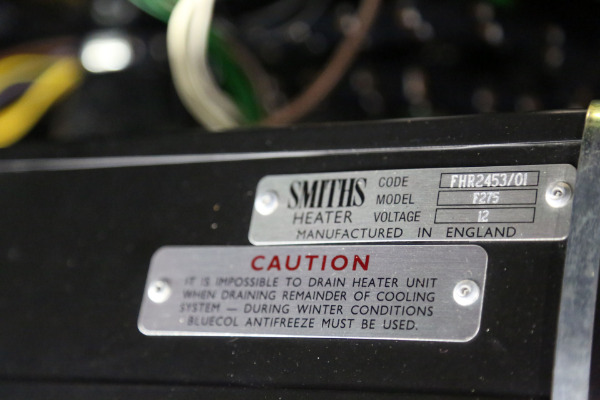 SMITHS CODE FHR2453/01
MODEL F275
HEATER VOLTAGE 12
MANUFACTURED IN ENGLAND
CAUTION
IT IS IMPOSSIBLE TO DRAIN HEATER UNIT
WHEN DRAINING REMAINDER OF COOLING
SYSTEM — DURING WINTER CONDITIONS
BLUECOL ANTIFREEZE MUST BE USED.